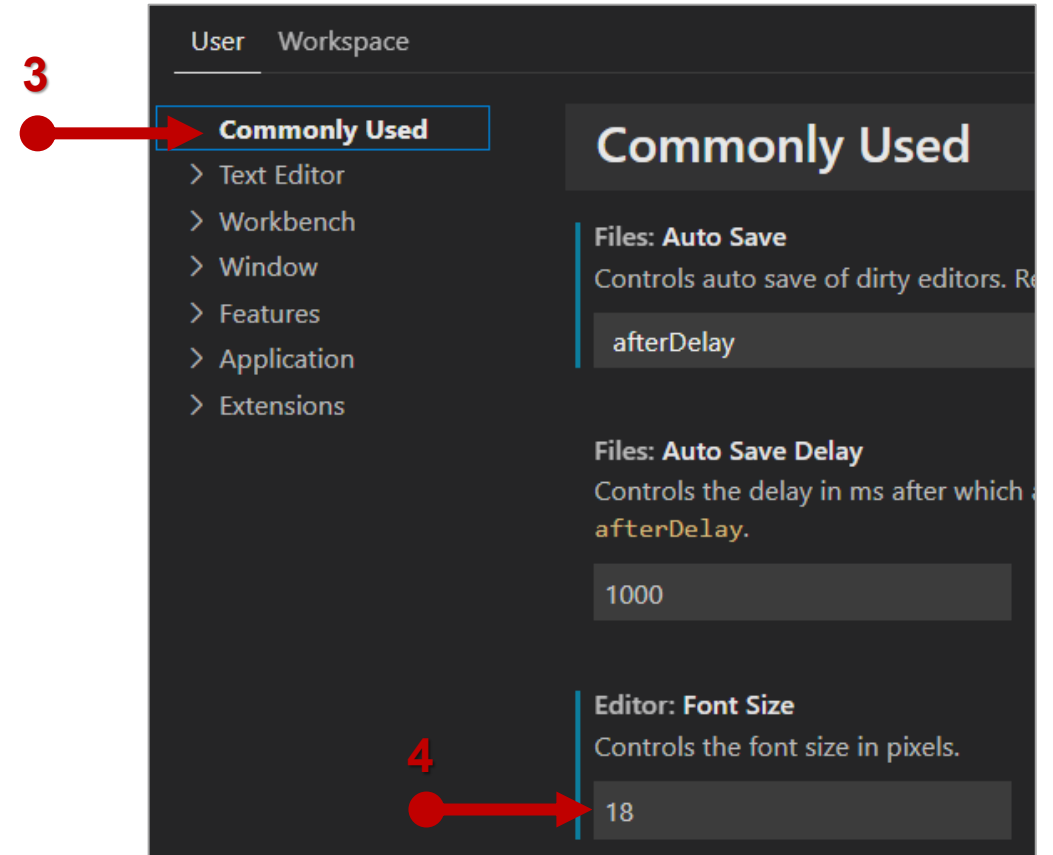 User Workspace
3
Commonly Used
Text Editor
Workbench
Window
Features
Application
Extensions
Commonly Used
Files: Auto Save
Controls auto save of dirty editors.
afterDelay
Files: Auto Save Delay
Controls the delay in ms after which
afterDelay.
1000
Editor: Font Size
Controls the font size in pixels.
4
18